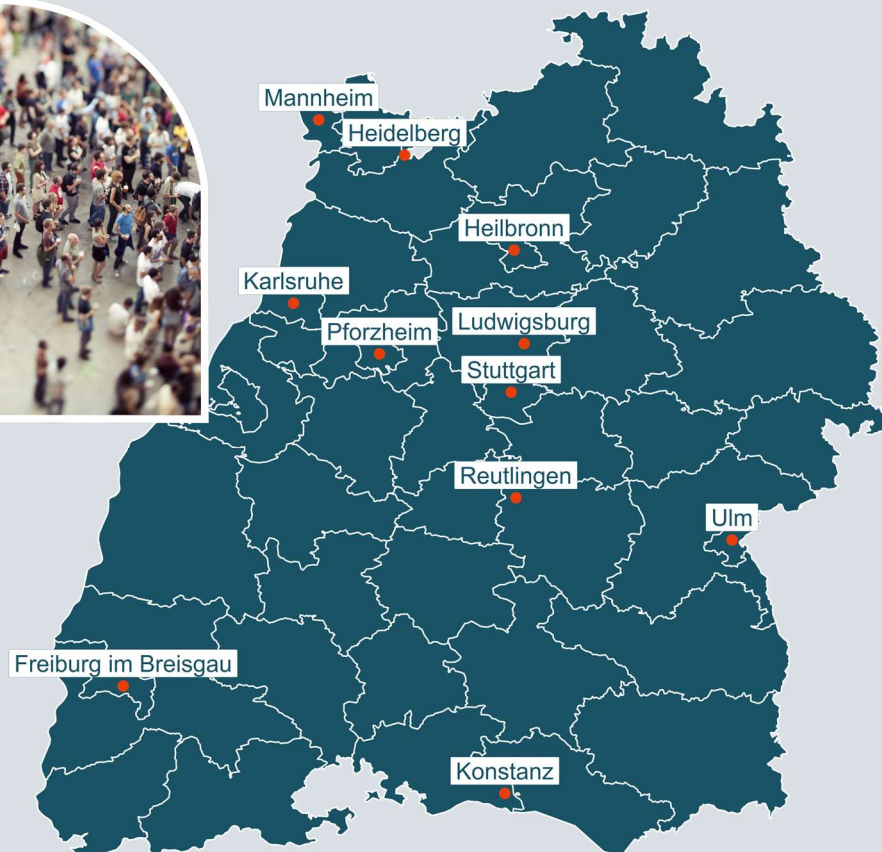 Mannheim
Heidelberg
Heilbronn
Karlsruhe
Ludwigsburg
Pforzheim
Stuttgart
Reutlingen
Ulm
Freiburg im Breisgau
Konstanz